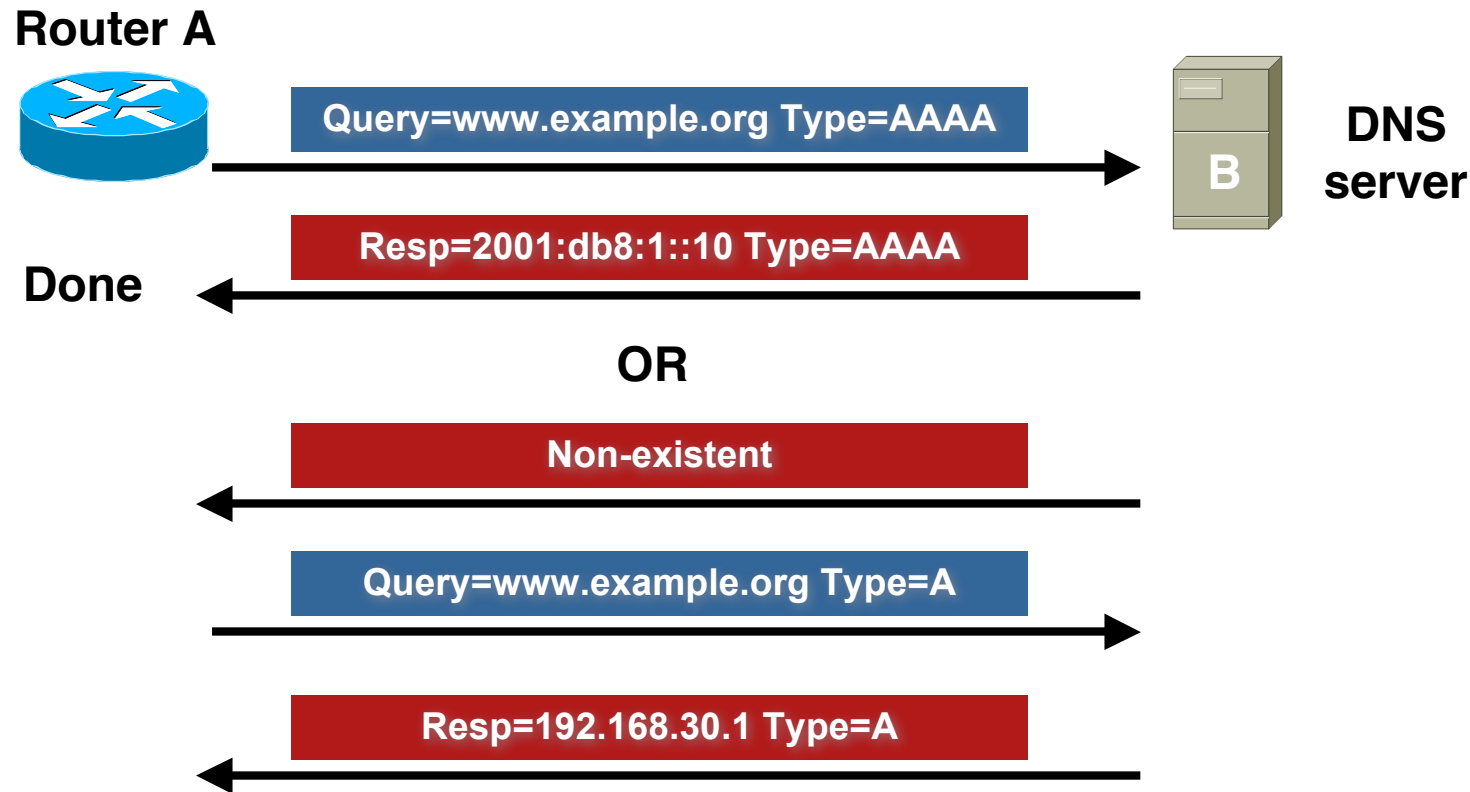 Router A
Query=www.example.org Type=AAAA
B
DNS
server
Resp=2001:db8:1::10 Type=AAAA
Done
OR
Non-existent
Query=www.example.org Type=A
Resp=192.168.30.1 Type=A